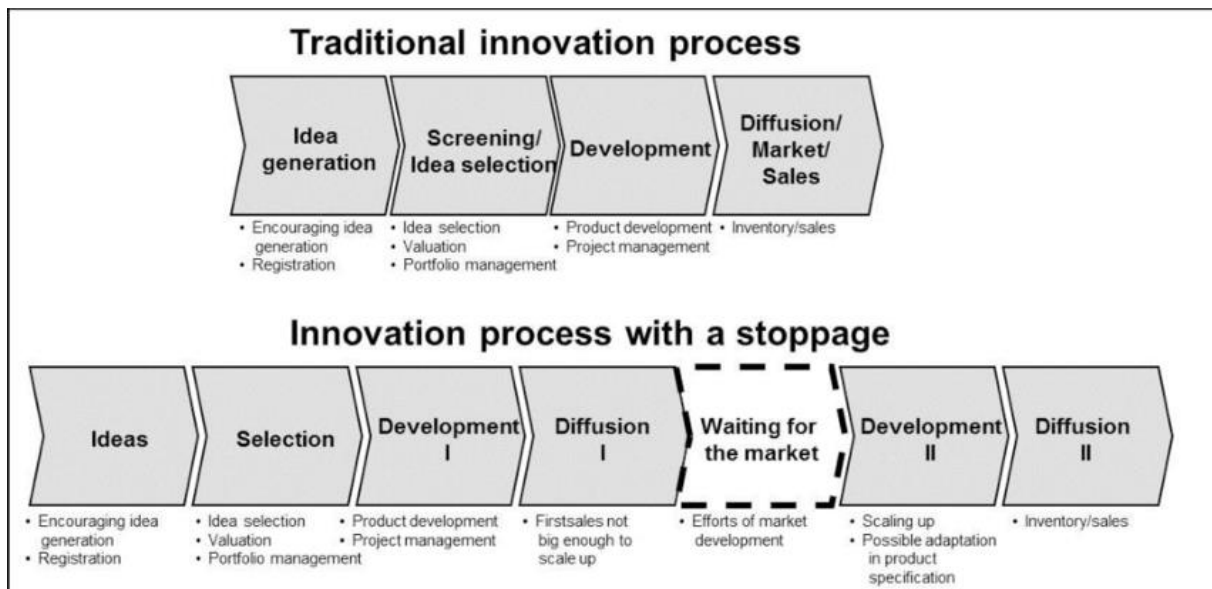 Traditional innovation process
Idea
generation
Screening/
Idea selection
Development
Diffusion/
Market/
Sales
• Encouraging idea
generation
• Registration
• Idea selection
• Valuation
• Portfolio management
• Product development
• Project management
• Inventory/sales
Innovation process with a stoppage
Ideas
Selection
Development
I
Diffusion
I
Waiting for
the market
Development
II
Diffusion
II
• Encouraging idea
generation
• Registration
• Idea selection
• Valuation
• Portfolio management
• Product development
• Project management
• Firstsales not
big enough to
scale up
• Efforts of market
development
• Scaling up
• Possible adaptation
in product
specification
• Inventory/sales